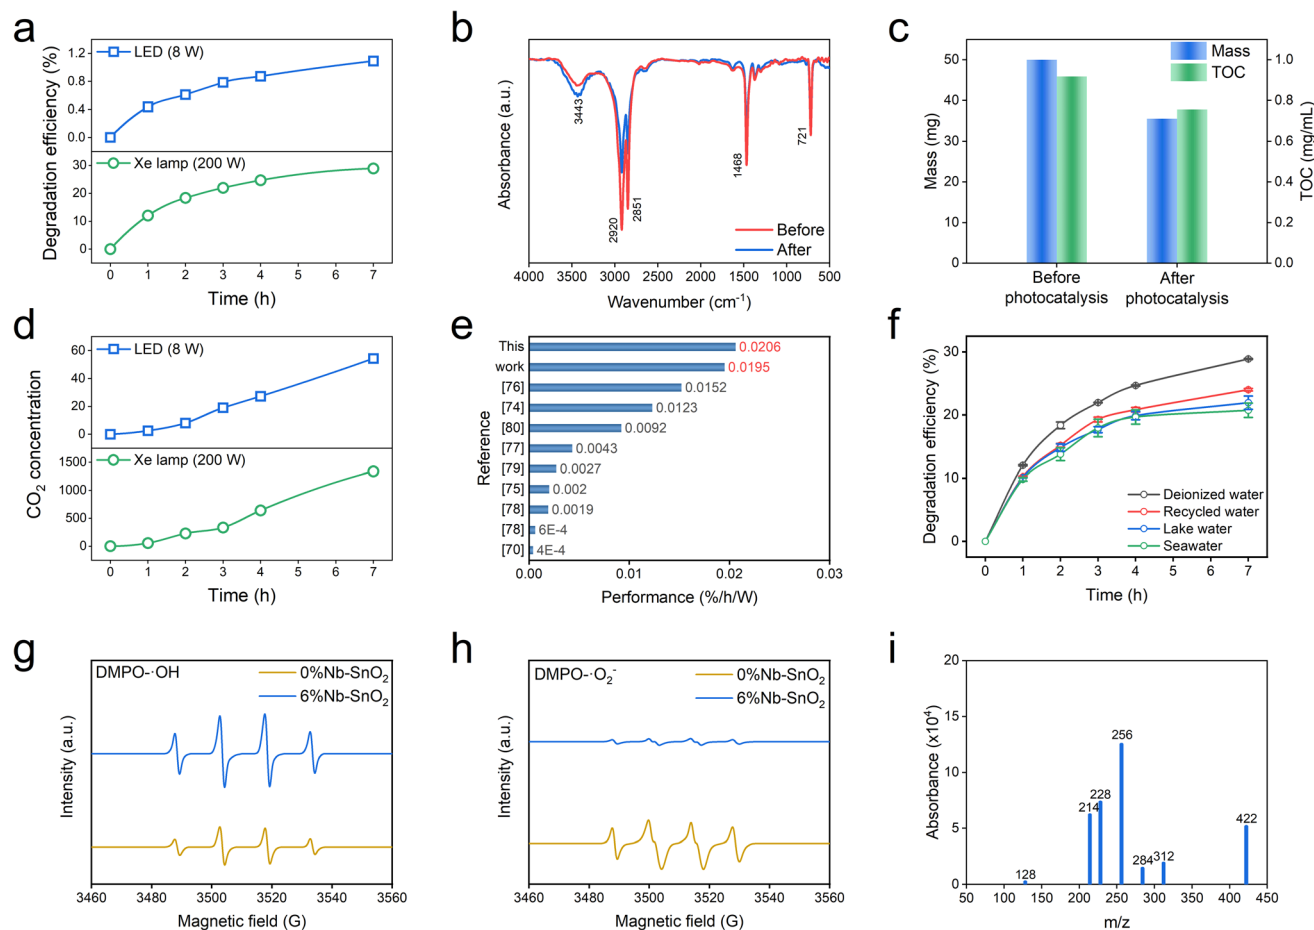 a
Degradation efficiency (%)
LED (8 W)
1.2
0.8
0.4
0.0
Xe lamp (200 W)
30
20
10
0
0 1 2 3 4 5 6 7
Time (h)
b
Absorbance (a.u.)
3443
2920
2851
1468
721
Before
After
4000 3500 3000 2500 2000 1500 1000 500
Wavenumber (cm⁻¹)
c
Mass (mg)
50
40
30
20
10
0
Mass
TOC
1.0
0.8
0.6
0.4
0.2
0.0
TOC (mg/mL)
Before
photocatalysis
After
photocatalysis
d
CO₂ concentration
LED (8 W)
60
40
20
0
Xe lamp (200 W)
1500
1000
500
0
0 1 2 3 4 5 6 7
Time (h)
e
Reference
This 0.0206
work 0.0195
[76] 0.0152
[74] 0.0123
[80] 0.0092
[77] 0.0043
[79] 0.0027
[75] 0.002
[78] 0.0019
[78] 6E-4
[70] 4E-4
0.00 0.01 0.02 0.03
Performance (%/h/W)
f
Degradation efficiency (%)
30
20
10
0
Deionized water
Recycled water
Lake water
Seawater
0 1 2 3 4 5 6 7
Time (h)
g
Intensity (a.u.)
DMPO-·OH
0%Nb-SnO₂
6%Nb-SnO₂
3460 3480 3500 3520 3540 3560
Magnetic field (G)
h
Intensity (a.u.)
DMPO-·O₂⁻
0%Nb-SnO₂
6%Nb-SnO₂
3460 3480 3500 3520 3540 3560
Magnetic field (G)
i
Absorbance (x10⁴)
20
15
10
5
0
128
214
228
256
284
312
422
50 100 150 200 250 300 350 400 450
m/z